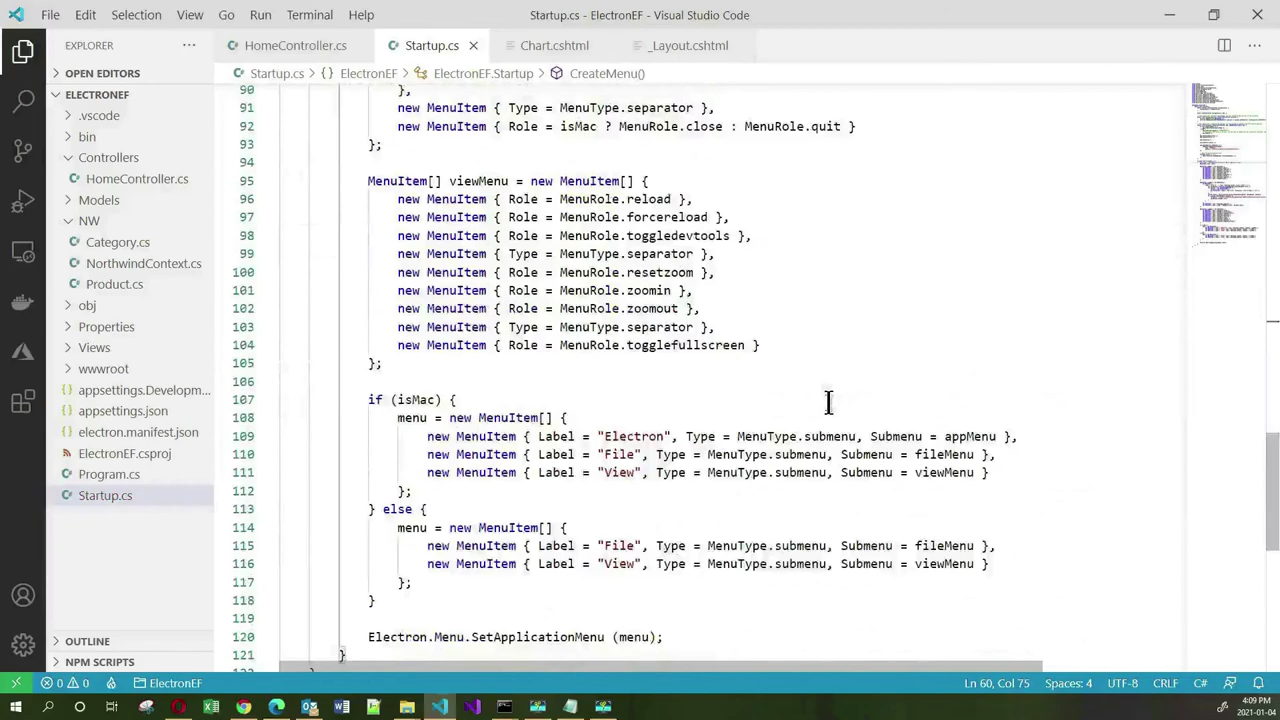 File Edit Selection View Go Run Terminal Help
Startup.cs - ElectronEF - Visual Studio Code
EXPLORER
HomeController.cs
Startup.cs
Chart.cshtml
_Layout.cshtml
OPEN EDITORS
Startup.cs > {} ElectronEF > ElectronEF.Startup > CreateMenu()
ELECTRONEF
.vscode
bin
Controllers
HomeController.cs
Models
NW
Category.cs
NorthwindContext.cs
Product.cs
obj
Properties
Views
wwwroot
appsettings.Developm...
appsettings.json
electron.manifest.json
ElectronEF.csproj
Program.cs
Startup.cs
OUTLINE
NPM SCRIPTS
90 },
91 new MenuItem { Type = MenuType.separator },
92 new MenuItem { Role = isMac ? MenuRole.close : MenuRole.quit }
93 };
94
95 MenuItem[] viewMenu = new MenuItem[] {
96 new MenuItem { Role = MenuRole.reload },
97 new MenuItem { Role = MenuRole.forcereload },
98 new MenuItem { Role = MenuRole.toggledevtools },
99 new MenuItem { Type = MenuType.separator },
100 new MenuItem { Role = MenuRole.resetzoom },
101 new MenuItem { Role = MenuRole.zoomin },
102 new MenuItem { Role = MenuRole.zoomout },
103 new MenuItem { Type = MenuType.separator },
104 new MenuItem { Role = MenuRole.togglefullscreen }
105 };
106
107 if (isMac) {
108 menu = new MenuItem[] {
109 new MenuItem { Label = "Electron", Type = MenuType.submenu, Submenu = appMenu },
110 new MenuItem { Label = "File", Type = MenuType.submenu, Submenu = fileMenu },
111 new MenuItem { Label = "View", Type = MenuType.submenu, Submenu = viewMenu }
112 };
113 } else {
114 menu = new MenuItem[] {
115 new MenuItem { Label = "File", Type = MenuType.submenu, Submenu = fileMenu },
116 new MenuItem { Label = "View", Type = MenuType.submenu, Submenu = viewMenu }
117 };
118 }
119
120 Electron.Menu.SetApplicationMenu (menu);
121 }
0 0 ElectronEF
Ln 60, Col 75 Spaces: 4 UTF-8 CRLF C#
4:09 PM
2021-01-04